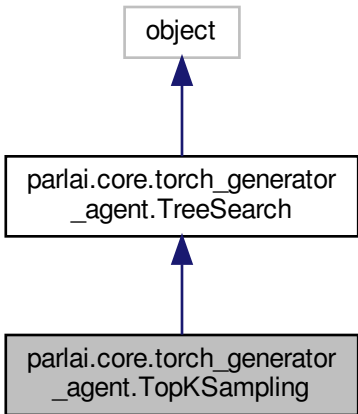 object
parlai.core.torch_generator
_agent.TreeSearch
parlai.core.torch_generator
_agent.TopKSampling